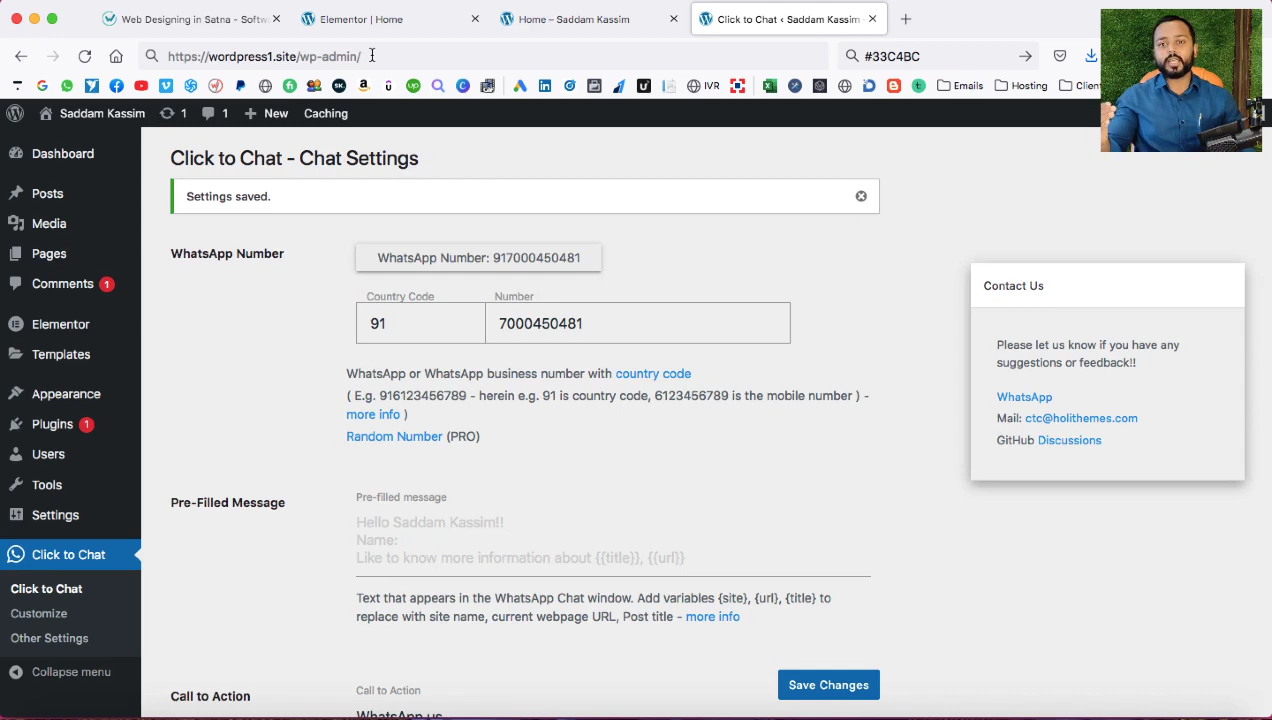 Web Designing in Satna - Softw
Elementor | Home
Home – Saddam Kassim
Click to Chat ‹ Saddam Kassim
https://wordpress1.site/wp-admin/
#33C4BC
IVR
Emails
Hosting
Client
Saddam Kassim
1
1
New
Caching
Dashboard
Posts
Media
Pages
Comments 1
Elementor
Templates
Appearance
Plugins 1
Users
Tools
Settings
Click to Chat
Click to Chat
Customize
Other Settings
Collapse menu
Click to Chat - Chat Settings
Settings saved.
WhatsApp Number
WhatsApp Number: 917000450481
Country Code
Number
91
7000450481
WhatsApp or WhatsApp business number with country code
( E.g. 916123456789 - herein e.g. 91 is country code, 6123456789 is the mobile number ) -
more info )
Random Number (PRO)
Pre-Filled Message
Pre-filled message
Hello Saddam Kassim!!
Name:
Like to know more information about {{title}}, {{url}}
Text that appears in the WhatsApp Chat window. Add variables {site}, {url}, {title} to
replace with site name, current webpage URL, Post title - more info
Call to Action
Call to Action
WhatsApp us
Save Changes
Contact Us
Please let us know if you have any
suggestions or feedback!!
WhatsApp
Mail: ctc@holithemes.com
GitHub Discussions